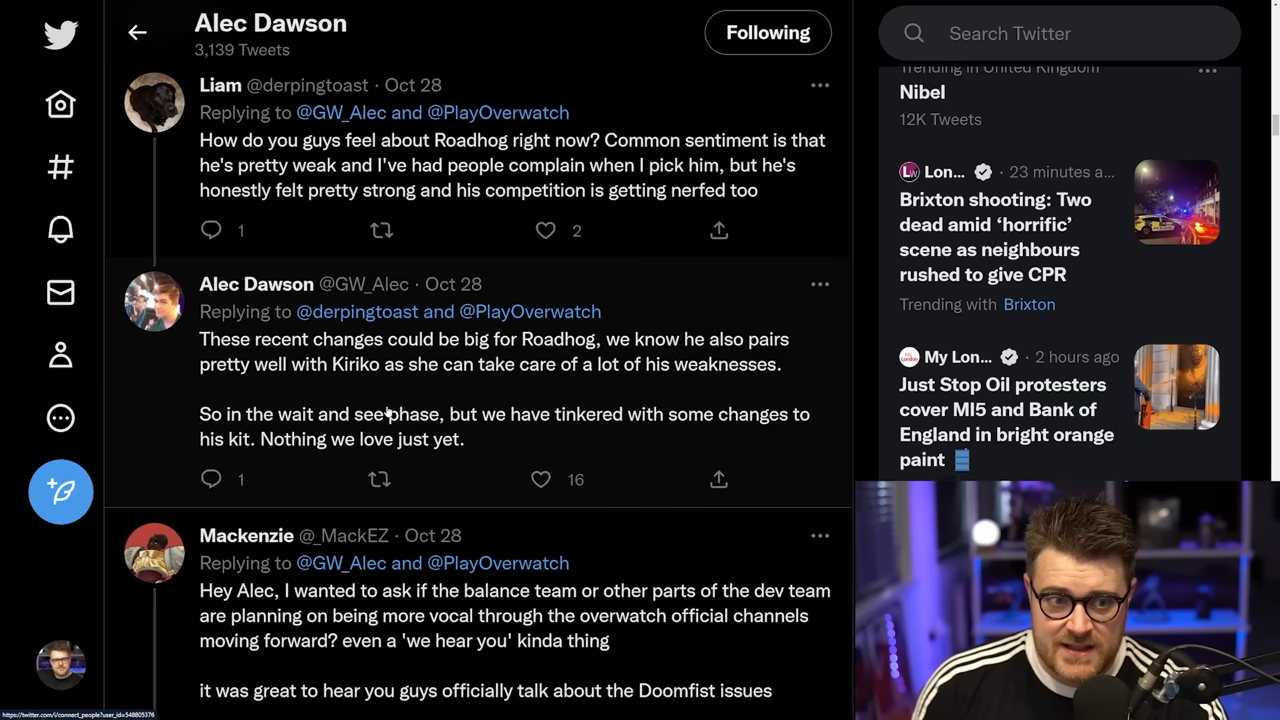 Alec Dawson
3,139 Tweets
Following
Liam @derpingtoast · Oct 28
Replying to @GW_Alec and @PlayOverwatch
How do you guys feel about Roadhog right now? Common sentiment is that
he's pretty weak and I've had people complain when I pick him, but he's
honestly felt pretty strong and his competition is getting nerfed too
1
2
Alec Dawson @GW_Alec · Oct 28
Replying to @derpingtoast and @PlayOverwatch
These recent changes could be big for Roadhog, we know he also pairs
pretty well with Kiriko as she can take care of a lot of his weaknesses.
So in the wait and see phase, but we have tinkered with some changes to
his kit. Nothing we love just yet.
1
16
Mackenzie @_MackEZ · Oct 28
Replying to @GW_Alec and @PlayOverwatch
Hey Alec, I wanted to ask if the balance team or other parts of the dev team
are planning on being more vocal through the overwatch official channels
moving forward? even a 'we hear you' kinda thing
it was great to hear you guys officially talk about the Doomfist issues
https://twitter.com/i/connect_people?user_id=548805376
Search Twitter
Trending in United Kingdom
Nibel
12K Tweets
Lon... 23 minutes a...
Brixton shooting: Two
dead amid ‘horrific’
scene as neighbours
rushed to give CPR
Trending with Brixton
My Lon... · 2 hours ago
Just Stop Oil protesters
cover MI5 and Bank of
England in bright orange
paint